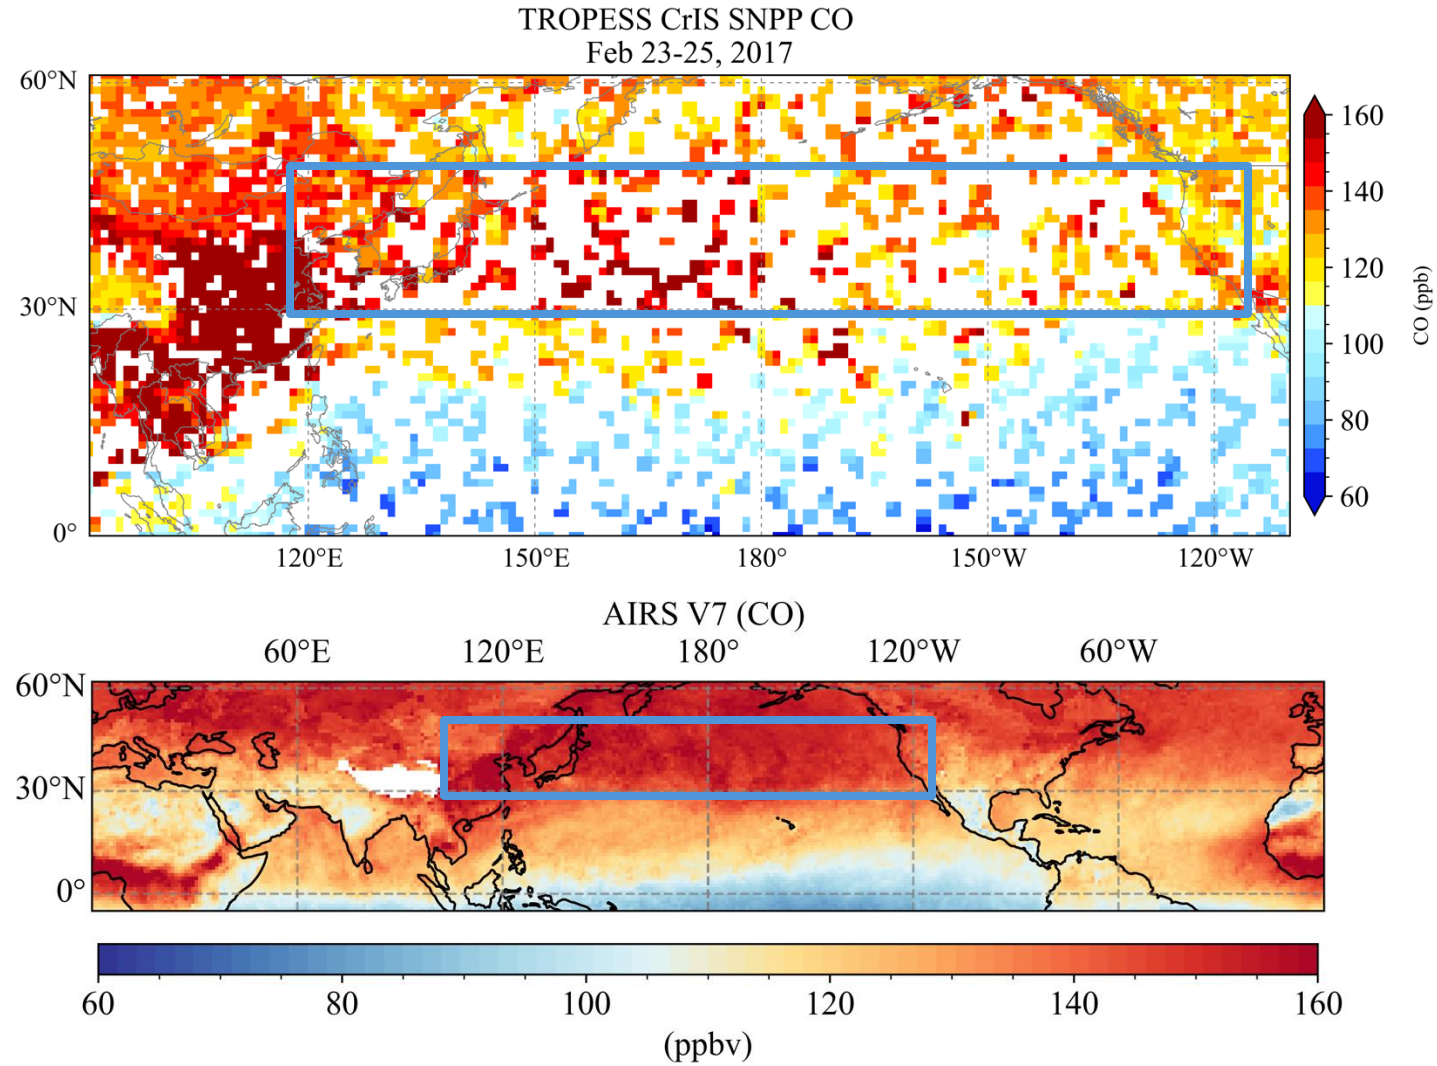 TROPESS CrIS SNPP CO
Feb 23-25, 2017
60°N
30°N
0°
120°E 150°E 180° 150°W 120°W
160
140
120
100
80
60
CO (ppb)
AIRS V7 (CO)
60°E 120°E 180° 120°W 60°W
60°N
30°N
0°
60 80 100 120 140 160
(ppbv)